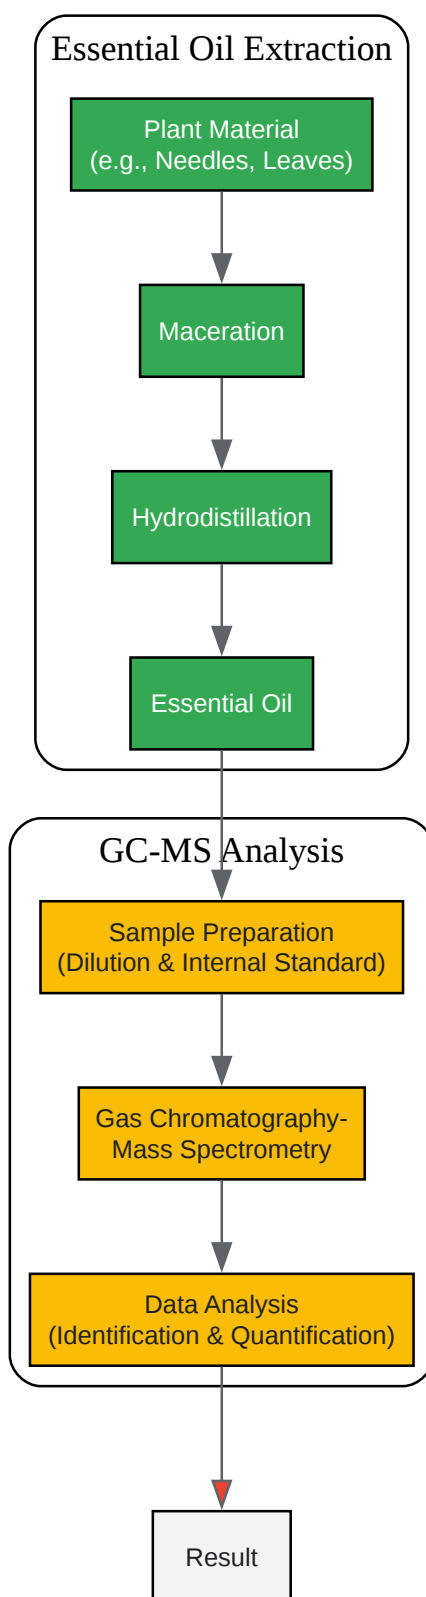 Essential Oil Extraction
Plant Material
(e.g., Needles, Leaves)
Maceration
Hydrodistillation
Essential Oil
GC-MS Analysis
Sample Preparation
(Dilution & Internal Standard)
Gas Chromatography-
Mass Spectrometry
Data Analysis
(Identification & Quantification)
Result